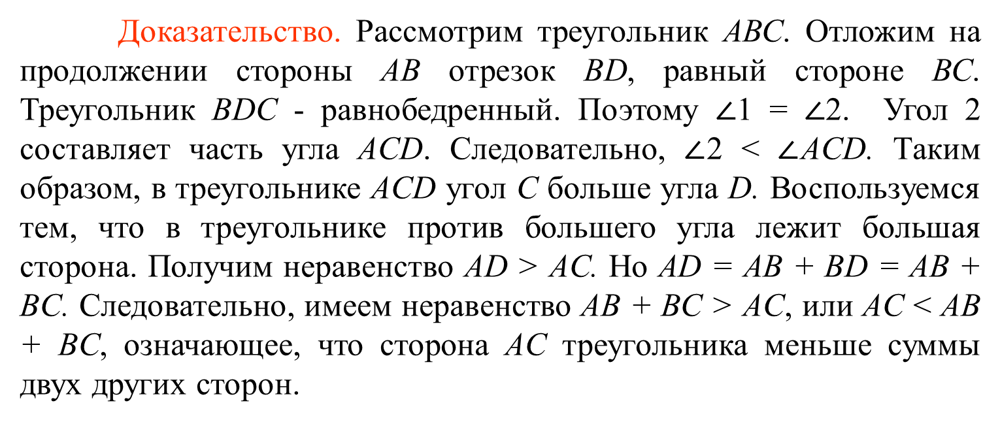 Доказательство. Рассмотрим треугольник ABC. Отложим на
продолжении стороны AB отрезок BD, равный стороне BC.
Треугольник BDC - равнобедренный. Поэтому ∠1 = ∠2. Угол 2
составляет часть угла ACD. Следовательно, ∠2 < ∠ACD. Таким
образом, в треугольнике ACD угол C больше угла D. Воспользуемся
тем, что в треугольнике против большего угла лежит большая
сторона. Получим неравенство AD > AC. Но AD = AB + BD = AB +
BC. Следовательно, имеем неравенство AB + BC > AC, или AC < AB
+ BC, означающее, что сторона AC треугольника меньше суммы
двух других сторон.